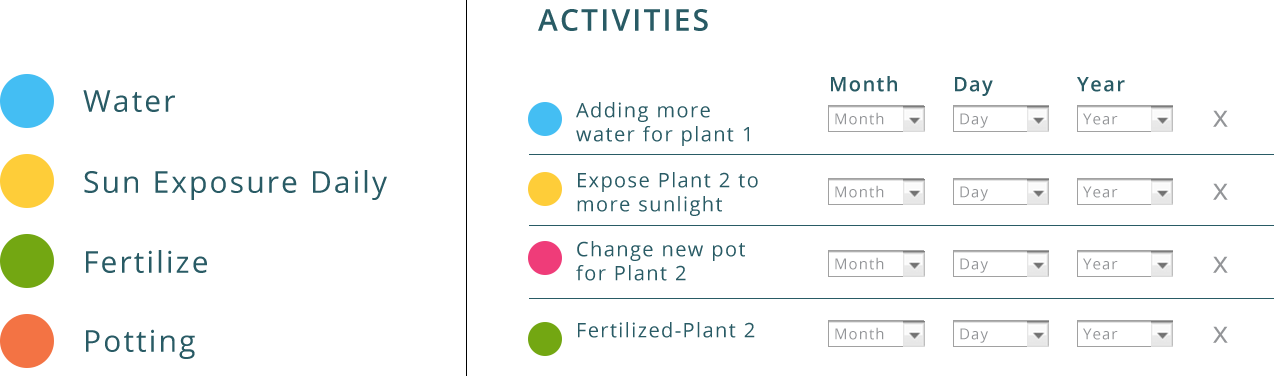 Water
Sun Exposure Daily
Fertilize
Potting
ACTIVITIES
Month Day Year
Adding more
water for plant 1
Month Day Year X
Expose Plant 2 to
more sunlight
Month Day Year X
Change new pot
for Plant 2
Month Day Year X
Fertilized-Plant 2
Month Day Year X